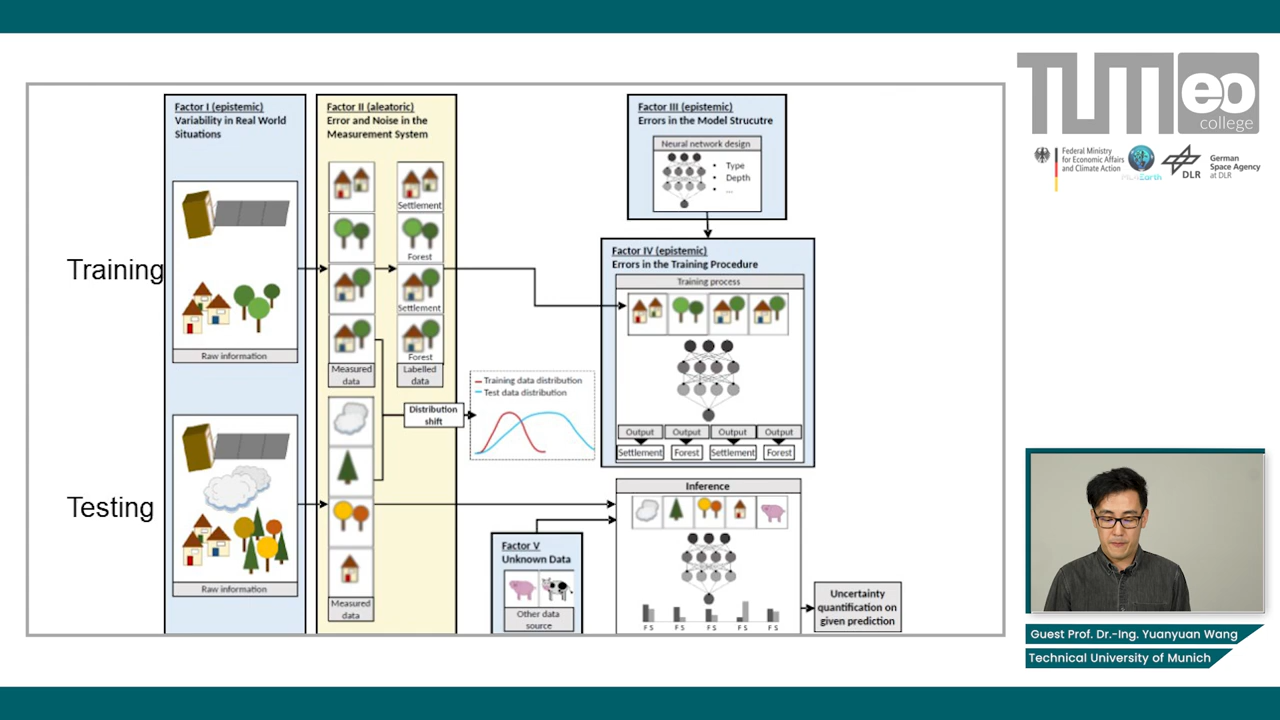 TUM eo
college
Federal Ministry
for Economic Affairs
and Climate Action
DLR
German
Space Agency
at DLR
Training
Testing
Factor I (epistemic)
Variability in Real World
Situations
Raw information
Raw information
Factor II (aleatoric)
Error and Noise in the
Measurement System
Settlement
Forest
Settlement
Forest
Measured
data
Labelled
data
Measured
data
Distribution
shift
Training data distribution
Test data distribution
Factor III (epistemic)
Errors in the Model Strucutre
Neural network design
• Type
• Depth
• ...
Factor IV (epistemic)
Errors in the Training Procedure
Training process
Output Output Output Output
Settlement Forest Settlement Forest
Factor V
Unknown Data
Other data
source
Inference
F S F S F S F S F S
Uncertainty
quantification on
given prediction
Guest Prof. Dr.-Ing. Yuanyuan Wang
Technical University of Munich